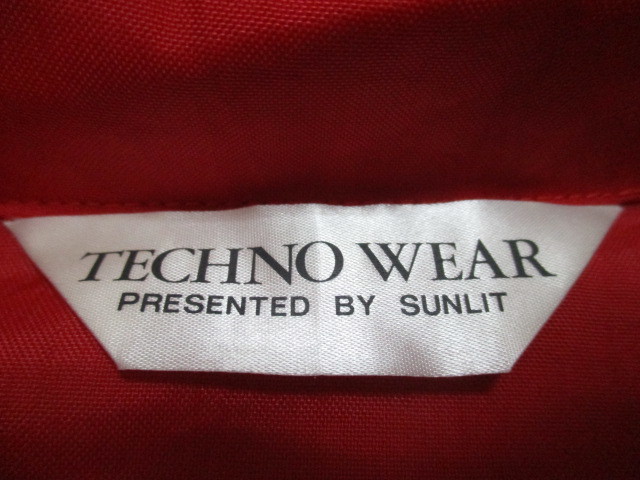 TECHNO WEAR
PRESENTED BY SUNLIT